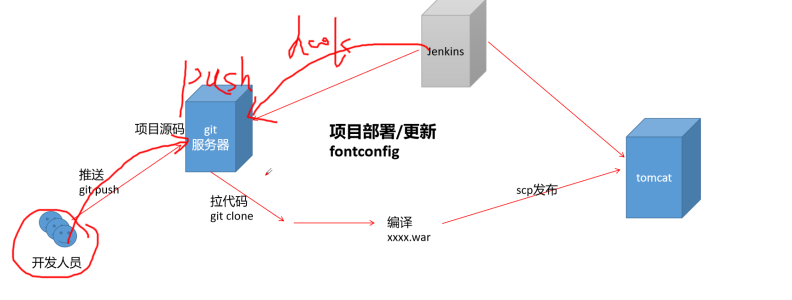 Jenkins
push
项目源码
git
服务器
项目部署/更新
fontconfig
推送
git push
拉代码
git clone
编译
xxxx.war
scp发布
tomcat
开发人员